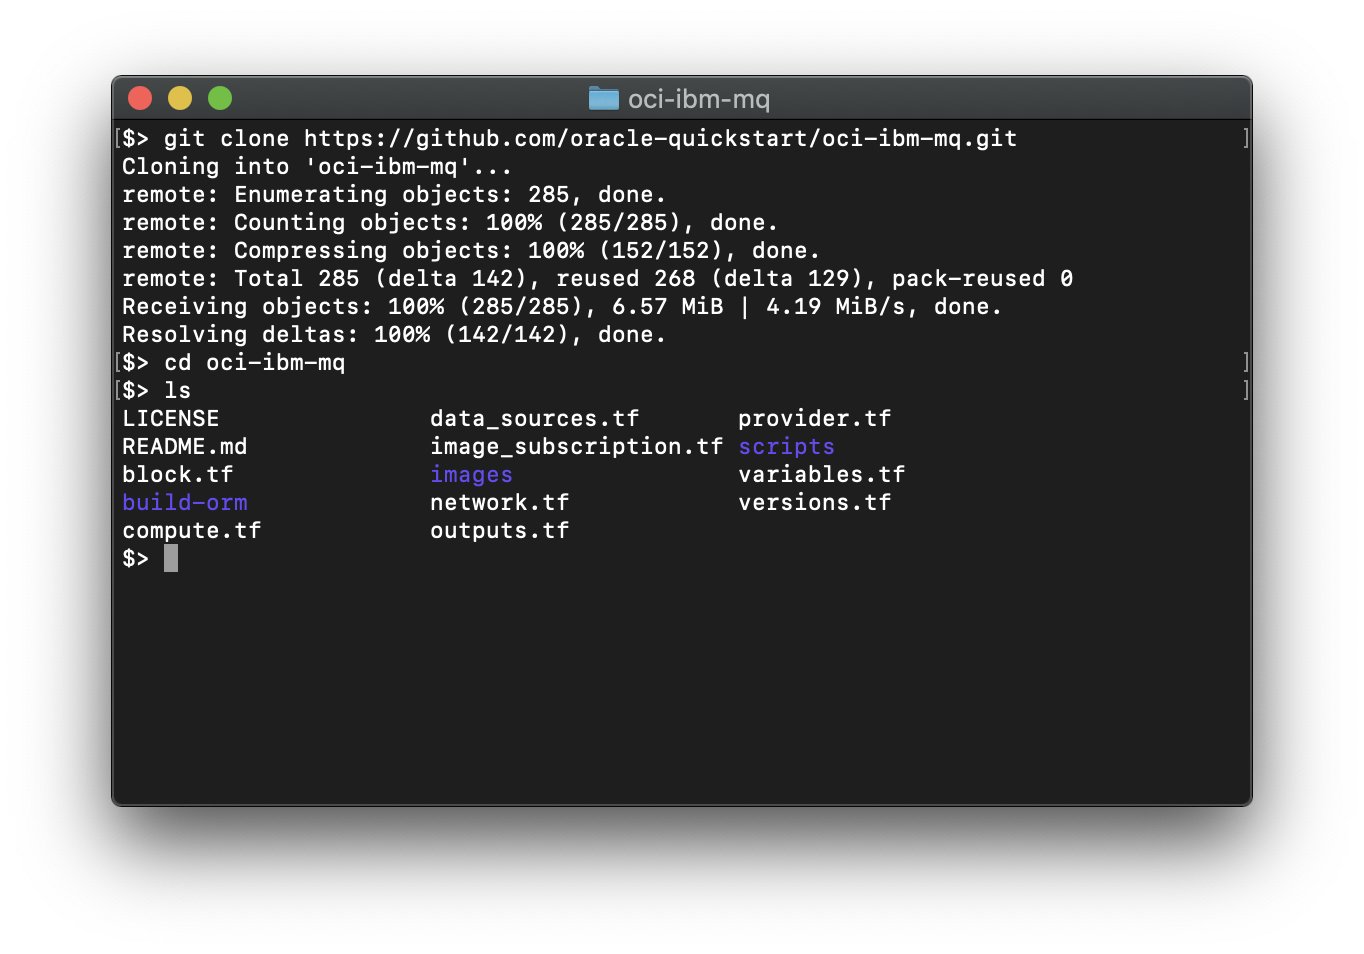 oci-ibm-mq
[$> git clone https://github.com/oracle-quickstart/oci-ibm-mq.git ]
Cloning into 'oci-ibm-mq'...
remote: Enumerating objects: 285, done.
remote: Counting objects: 100% (285/285), done.
remote: Compressing objects: 100% (152/152), done.
remote: Total 285 (delta 142), reused 268 (delta 129), pack-reused 0
Receiving objects: 100% (285/285), 6.57 MiB | 4.19 MiB/s, done.
Resolving deltas: 100% (142/142), done.
[$> cd oci-ibm-mq ]
[$> ls ]
LICENSE data_sources.tf provider.tf
README.md image_subscription.tf scripts
block.tf images variables.tf
build-orm network.tf versions.tf
compute.tf outputs.tf
$>